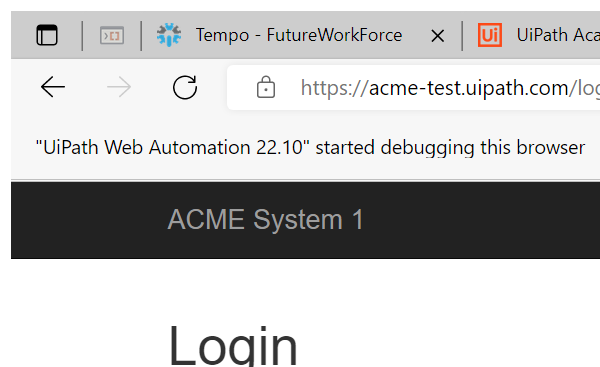 Tempo - FutureWorkForce
Ui UiPath Aca
https://acme-test.uipath.com/log
"UiPath Web Automation 22.10" started debugging this browser
ACME System 1
Login